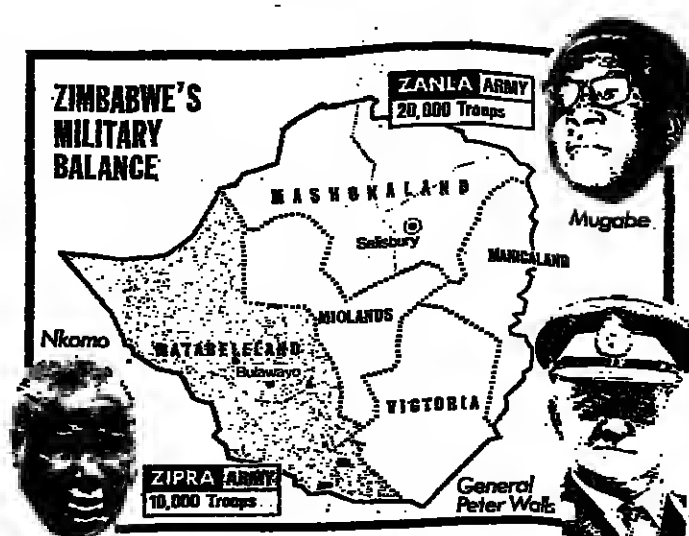 ZIMBABWE'S
MILITARY
BALANCE
ZANLA ARMY
20,000 Troops
Mugabe
MASHONALAND
Salisbury
MANICALAND
MIDLANDS
Nkomo
MATABELELAND
Bulawayo
VICTORIA
ZIPRA ARMY
10,000 Troops
General
Peter Walls